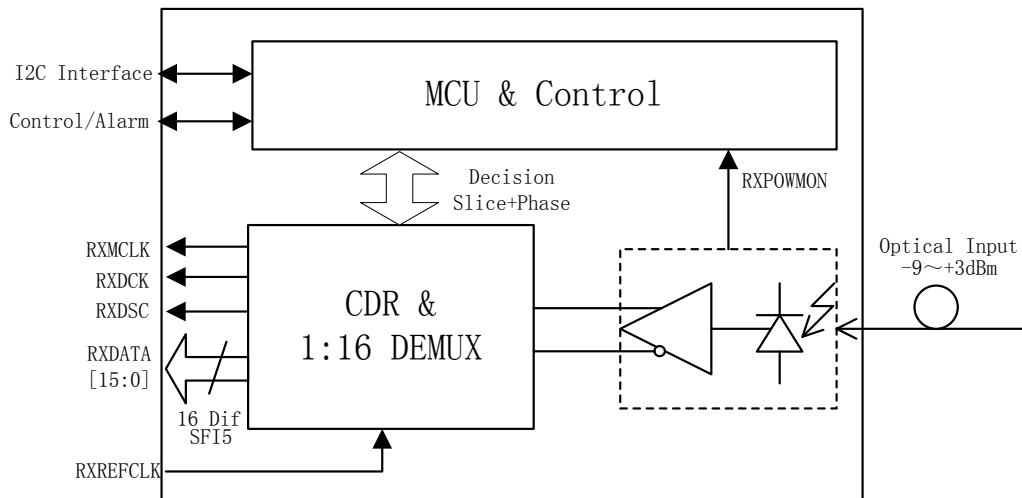 I2C Interface
MCU & Control
Control/Alarm
Decision
Slice+Phase
RXPOWMON
Optical Input
-9～+3dBm
RXMCLK
RXDCK
RXDSC
CDR &
1:16 DEMUX
RXDATA
[15:0]
16 Dif
SFI5
RXREFCLK